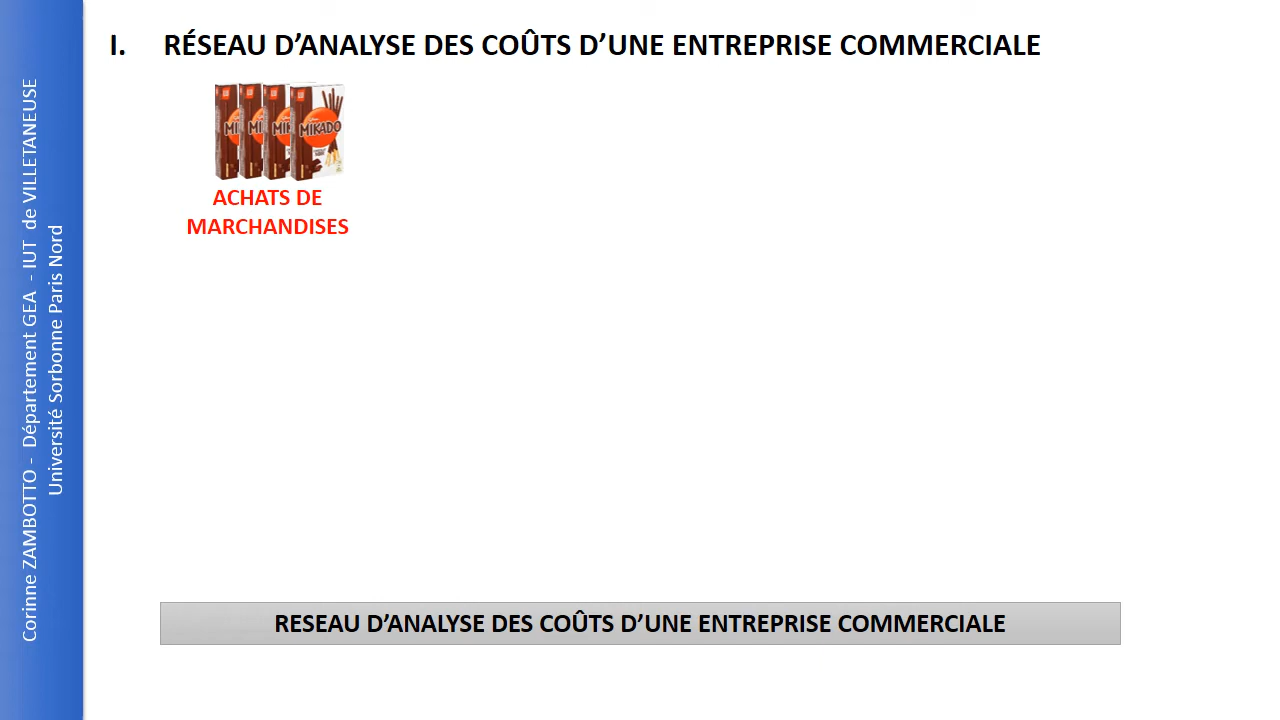 I. RÉSEAU D’ANALYSE DES COÛTS D’UNE ENTREPRISE COMMERCIALE
MIKADO
ACHATS DE
MARCHANDISES
RESEAU D’ANALYSE DES COÛTS D’UNE ENTREPRISE COMMERCIALE
Corinne ZAMBOTTO - Département GEA - IUT de VILLETANEUSE
Université Sorbonne Paris Nord